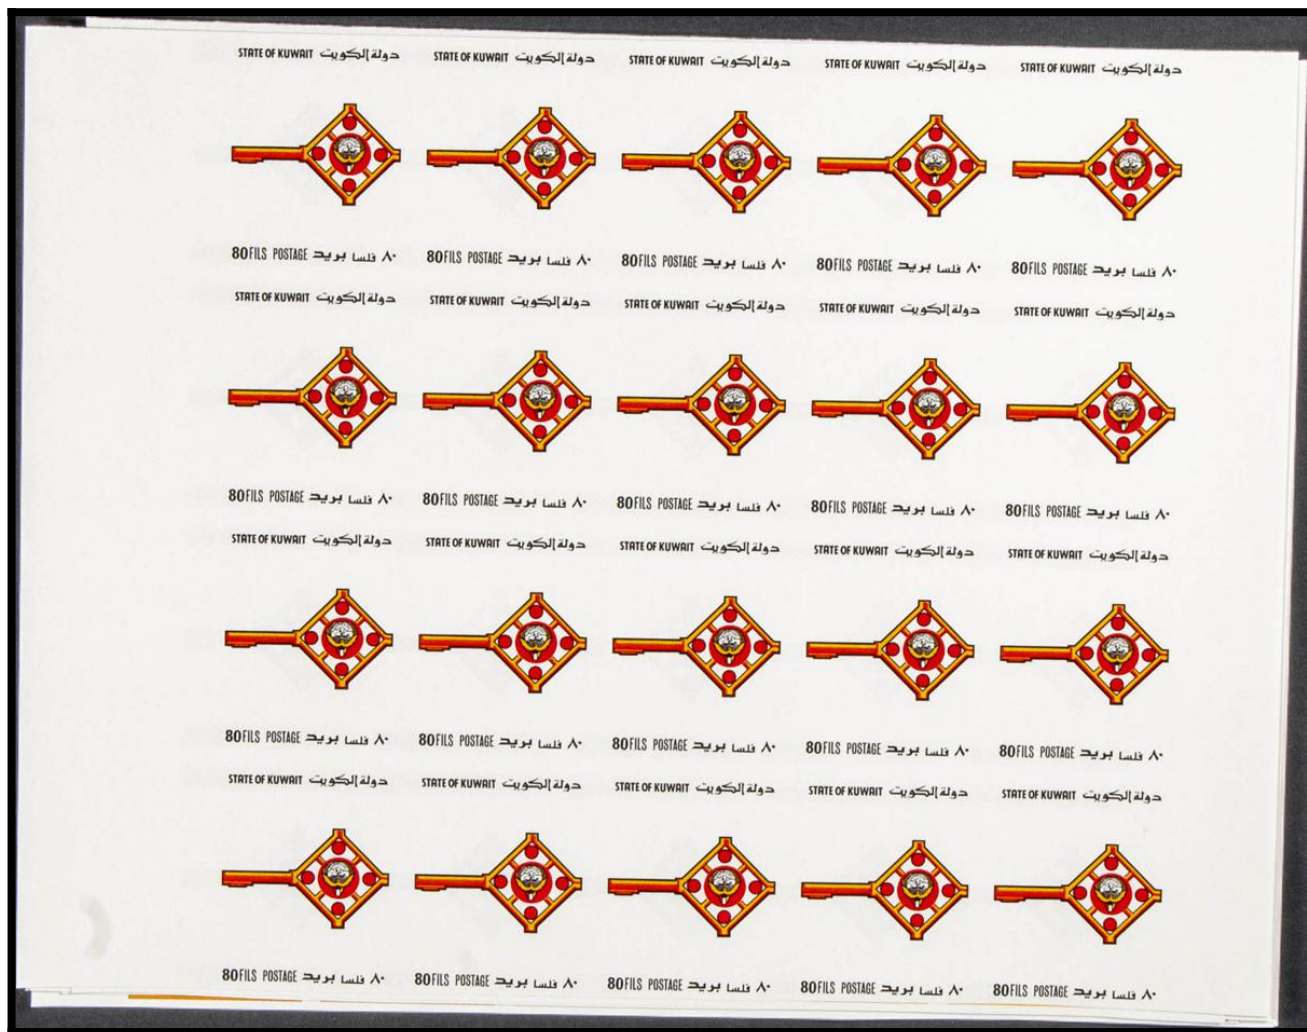 STATE OF KUWAIT دولة الكويت STATE OF KUWAIT دولة الكويت STATE OF KUWAIT دولة الكويت STATE OF KUWAIT دولة الكويت STATE OF KUWAIT دولة الكويت
80FILS POSTAGE ٨٠ فلسا بريد 80FILS POSTAGE ٨٠ فلسا بريد 80FILS POSTAGE ٨٠ فلسا بريد 80FILS POSTAGE ٨٠ فلسا بريد 80FILS POSTAGE ٨٠ فلسا بريد
STATE OF KUWAIT دولة الكويت STATE OF KUWAIT دولة الكويت STATE OF KUWAIT دولة الكويت STATE OF KUWAIT دولة الكويت STATE OF KUWAIT دولة الكويت
80FILS POSTAGE ٨٠ فلسا بريد 80FILS POSTAGE ٨٠ فلسا بريد 80FILS POSTAGE ٨٠ فلسا بريد 80FILS POSTAGE ٨٠ فلسا بريد 80FILS POSTAGE ٨٠ فلسا بريد
STATE OF KUWAIT دولة الكويت STATE OF KUWAIT دولة الكويت STATE OF KUWAIT دولة الكويت STATE OF KUWAIT دولة الكويت STATE OF KUWAIT دولة الكويت
80FILS POSTAGE ٨٠ فلسا بريد 80FILS POSTAGE ٨٠ فلسا بريد 80FILS POSTAGE ٨٠ فلسا بريد 80FILS POSTAGE ٨٠ فلسا بريد 80FILS POSTAGE ٨٠ فلسا بريد
STATE OF KUWAIT دولة الكويت STATE OF KUWAIT دولة الكويت STATE OF KUWAIT دولة الكويت STATE OF KUWAIT دولة الكويت STATE OF KUWAIT دولة الكويت
80FILS POSTAGE ٨٠ فلسا بريد 80FILS POSTAGE ٨٠ فلسا بريد 80FILS POSTAGE ٨٠ فلسا بريد 80FILS POSTAGE ٨٠ فلسا بريد 80FILS POSTAGE ٨٠ فلسا بريد